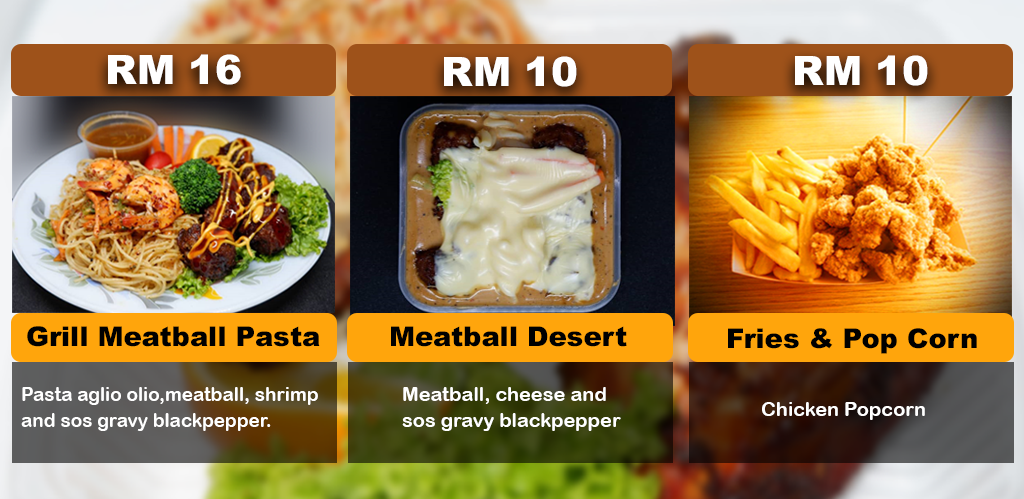 RM 16
Grill Meatball Pasta
Pasta aglio olio,meatball, shrimp
and sos gravy blackpepper.
RM 10
Meatball Desert
Meatball, cheese and
sos gravy blackpepper
RM 10
Fries & Pop Corn
Chicken Popcorn